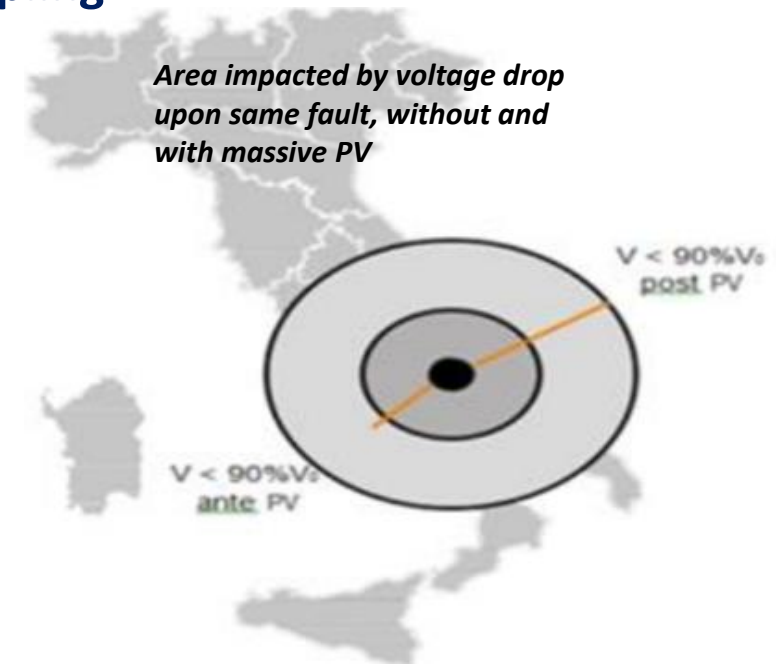 Area impacted by voltage drop
upon same fault, without and
with massive PV
V < 90%V₀
post PV
V < 90%V₀
ante PV